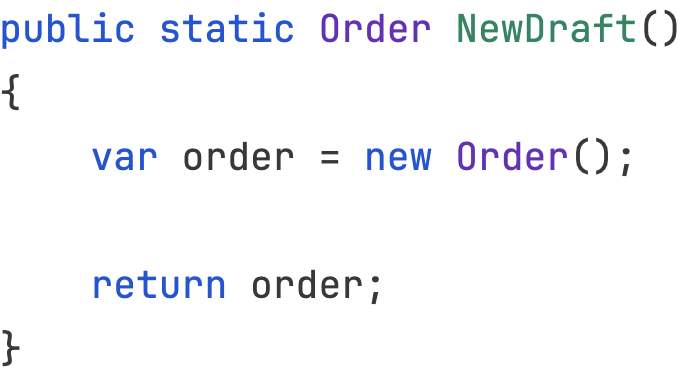 public static Order NewDraft()
{
    var order = new Order();

    return order;
}